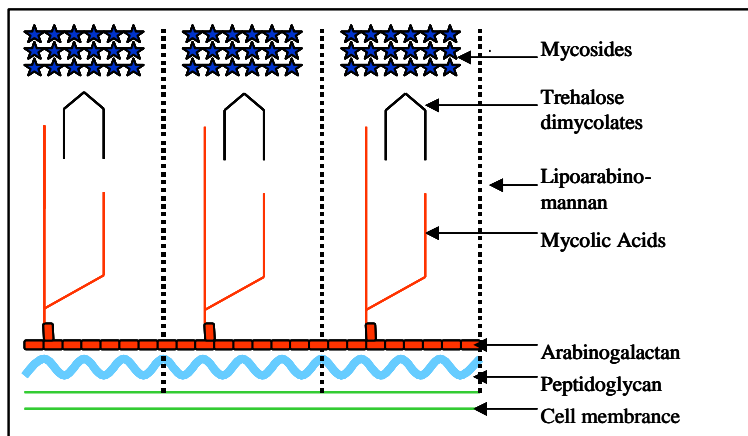 Mycosides
Trehalose
dimycolates
Lipoarabino-
mannan
Mycolic Acids
Arabinogalactan
Peptidoglycan
Cell membrance